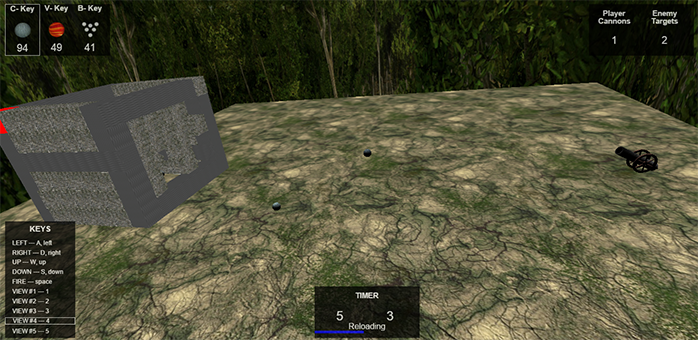 C- Key V- Key B- Key
94 49 41
Player Cannons Enemy Targets
1 2
KEYS
LEFT --- A, left
RIGHT --- D, right
UP --- W, up
DOWN --- S, down
FIRE --- space
VIEW #1 --- 1
VIEW #2 --- 2
VIEW #3 --- 3
VIEW #4 --- 4
VIEW #5 --- 5
TIMER
5 3
Reloading